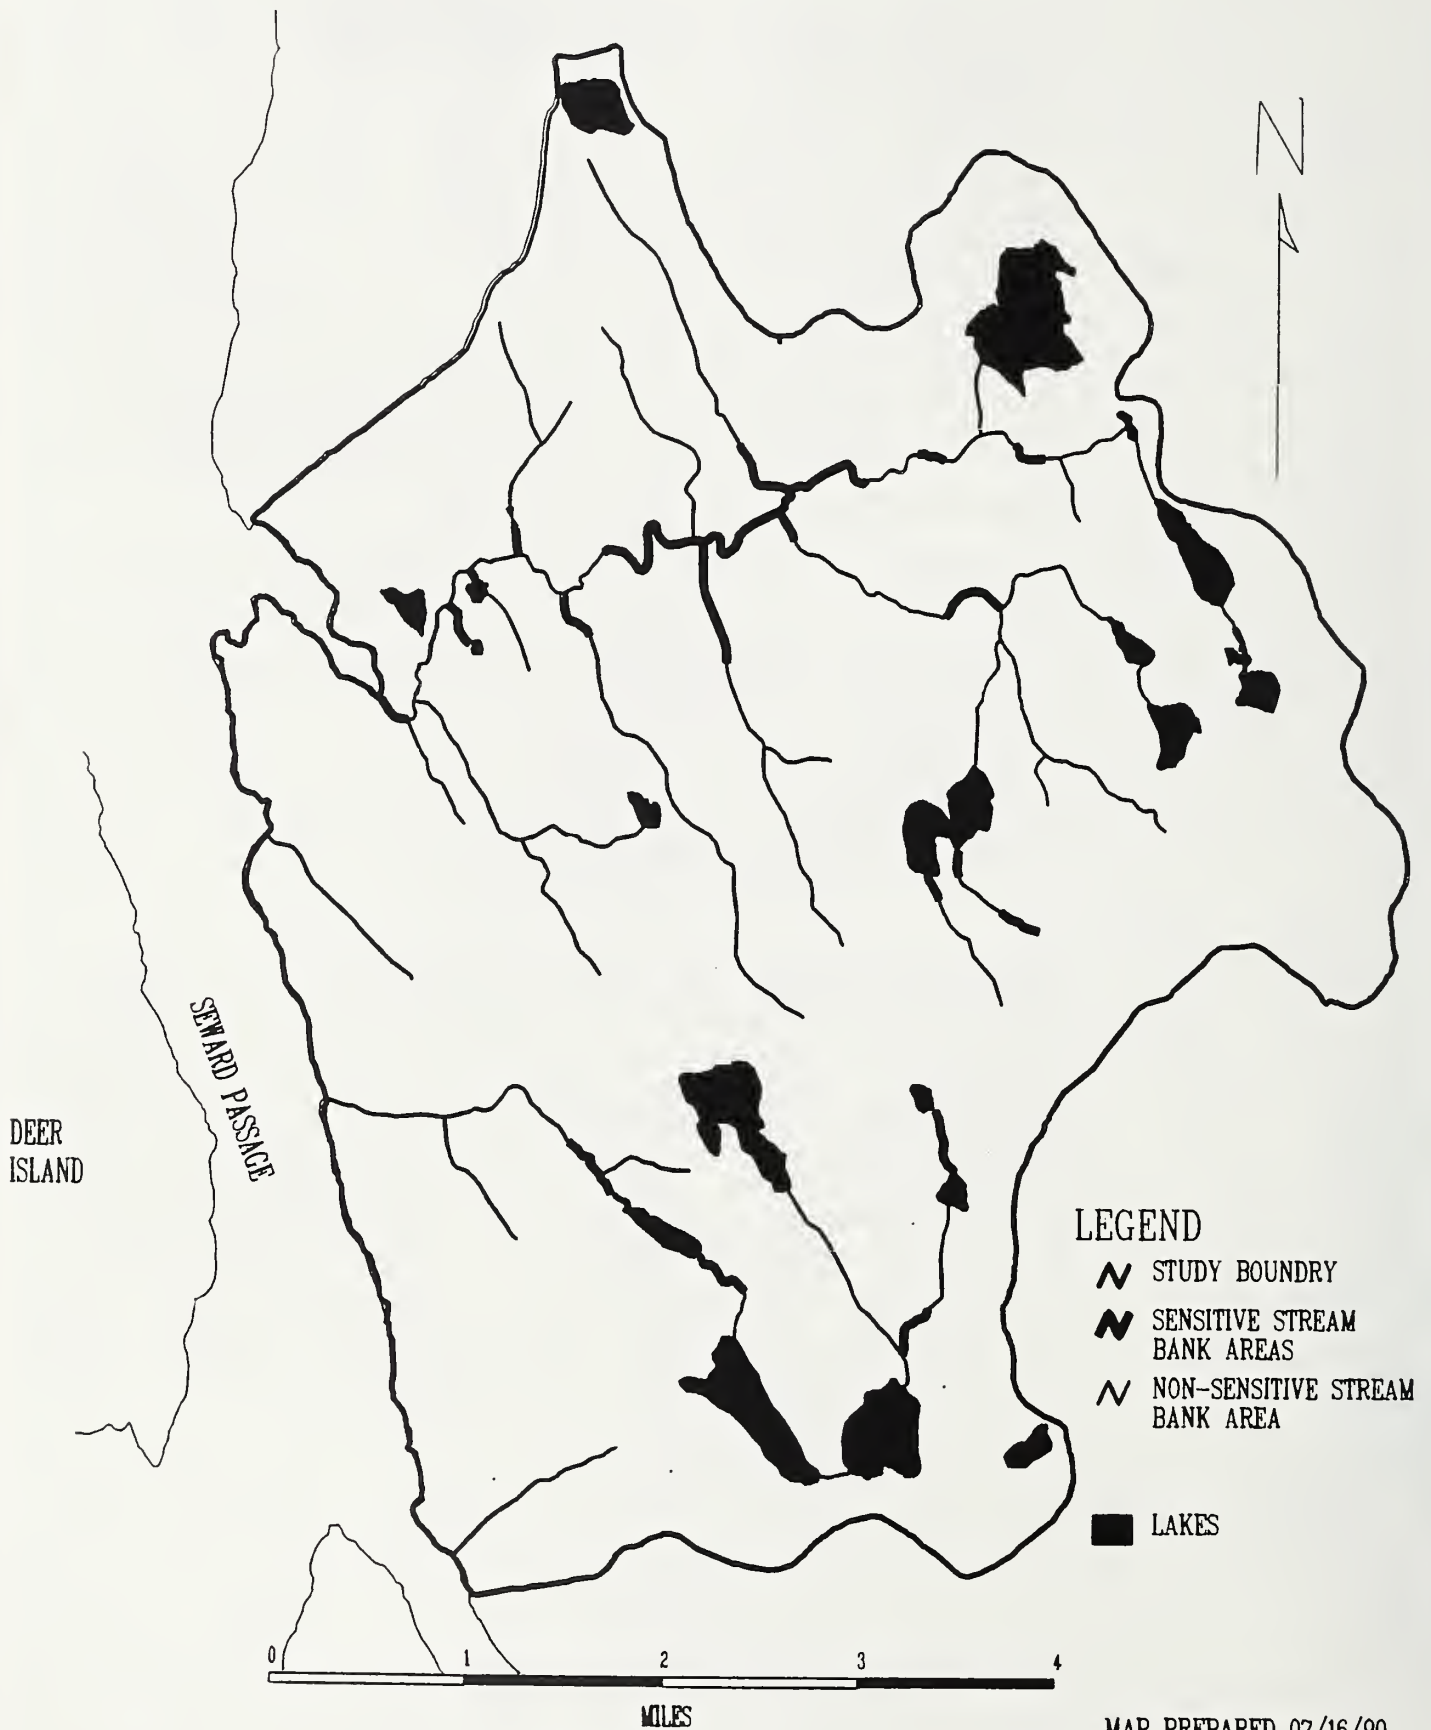 N
SEWARD PASSAGE
DEER
ISLAND
LEGEND
STUDY BOUNDRY
SENSITIVE STREAM
BANK AREAS
NON-SENSITIVE STREAM
BANK AREA
LAKES
0 1 2 3 4
MILES
MAP PREPARED 07/16/90